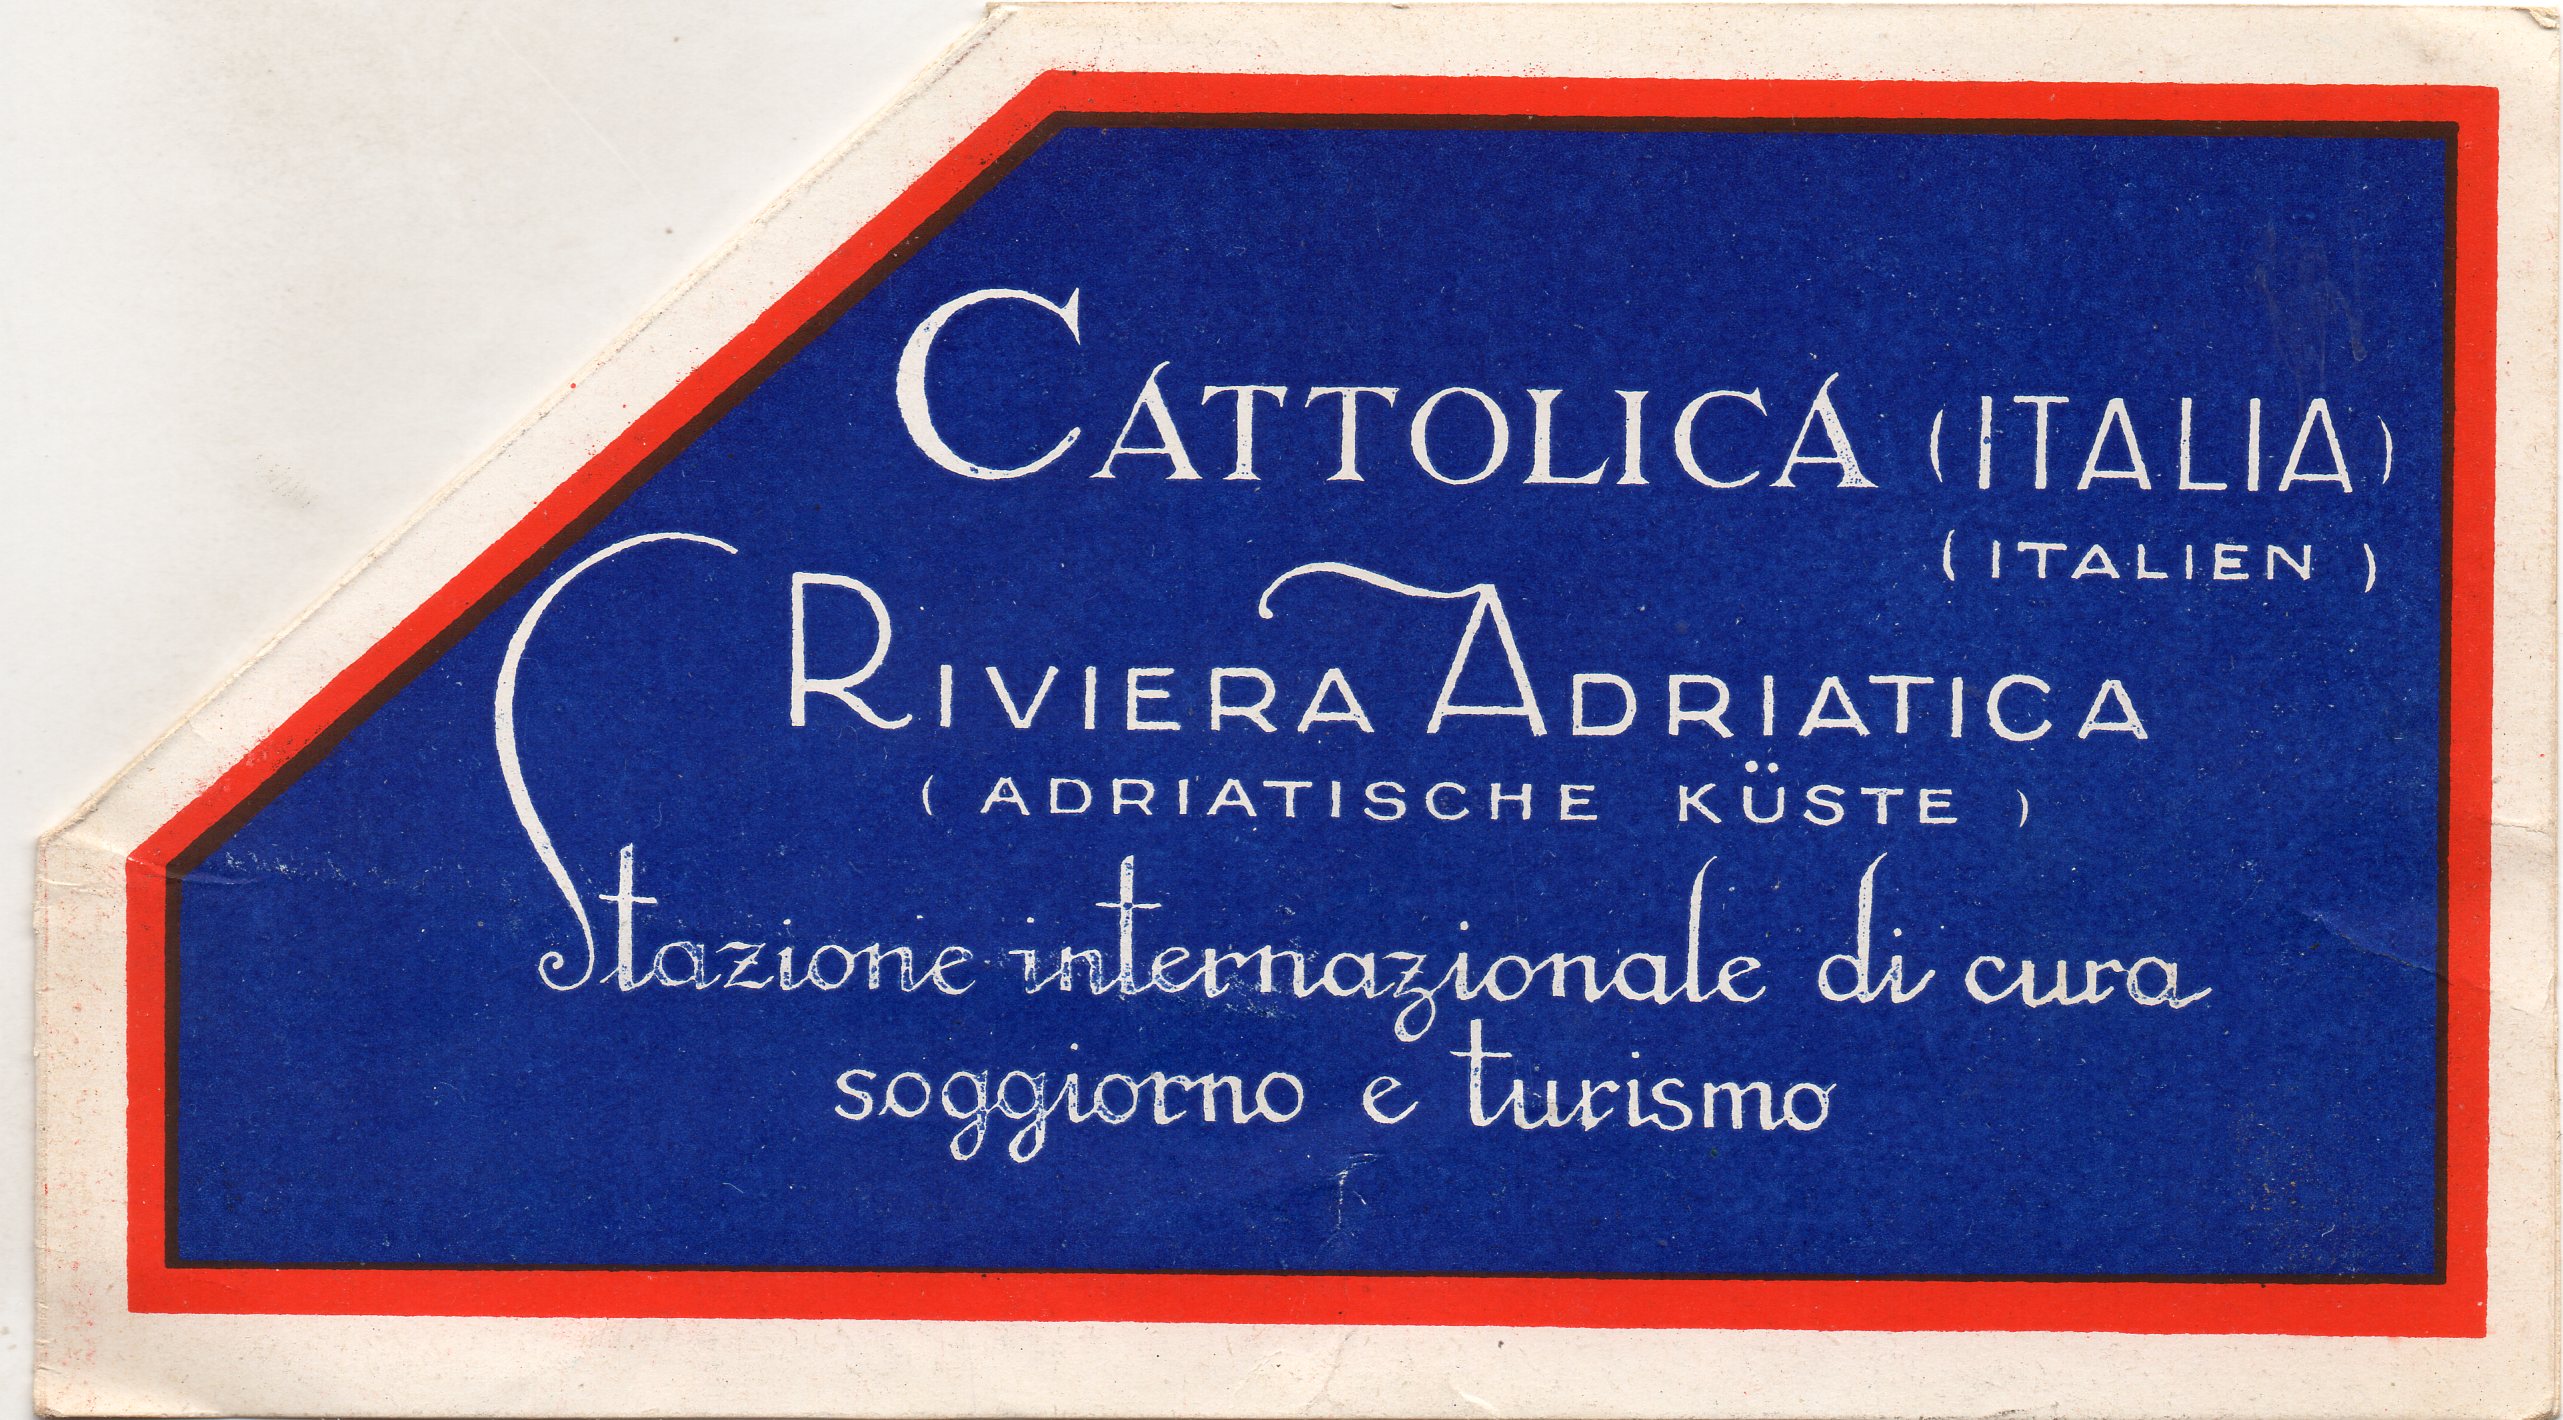 CATTOLICA (ITALIA)
(ITALIEN)
RIVIERA ADRIATICA
(ADRIATISCHE KÜSTE)
Stazione internazionale di cura
soggiorno e turismo